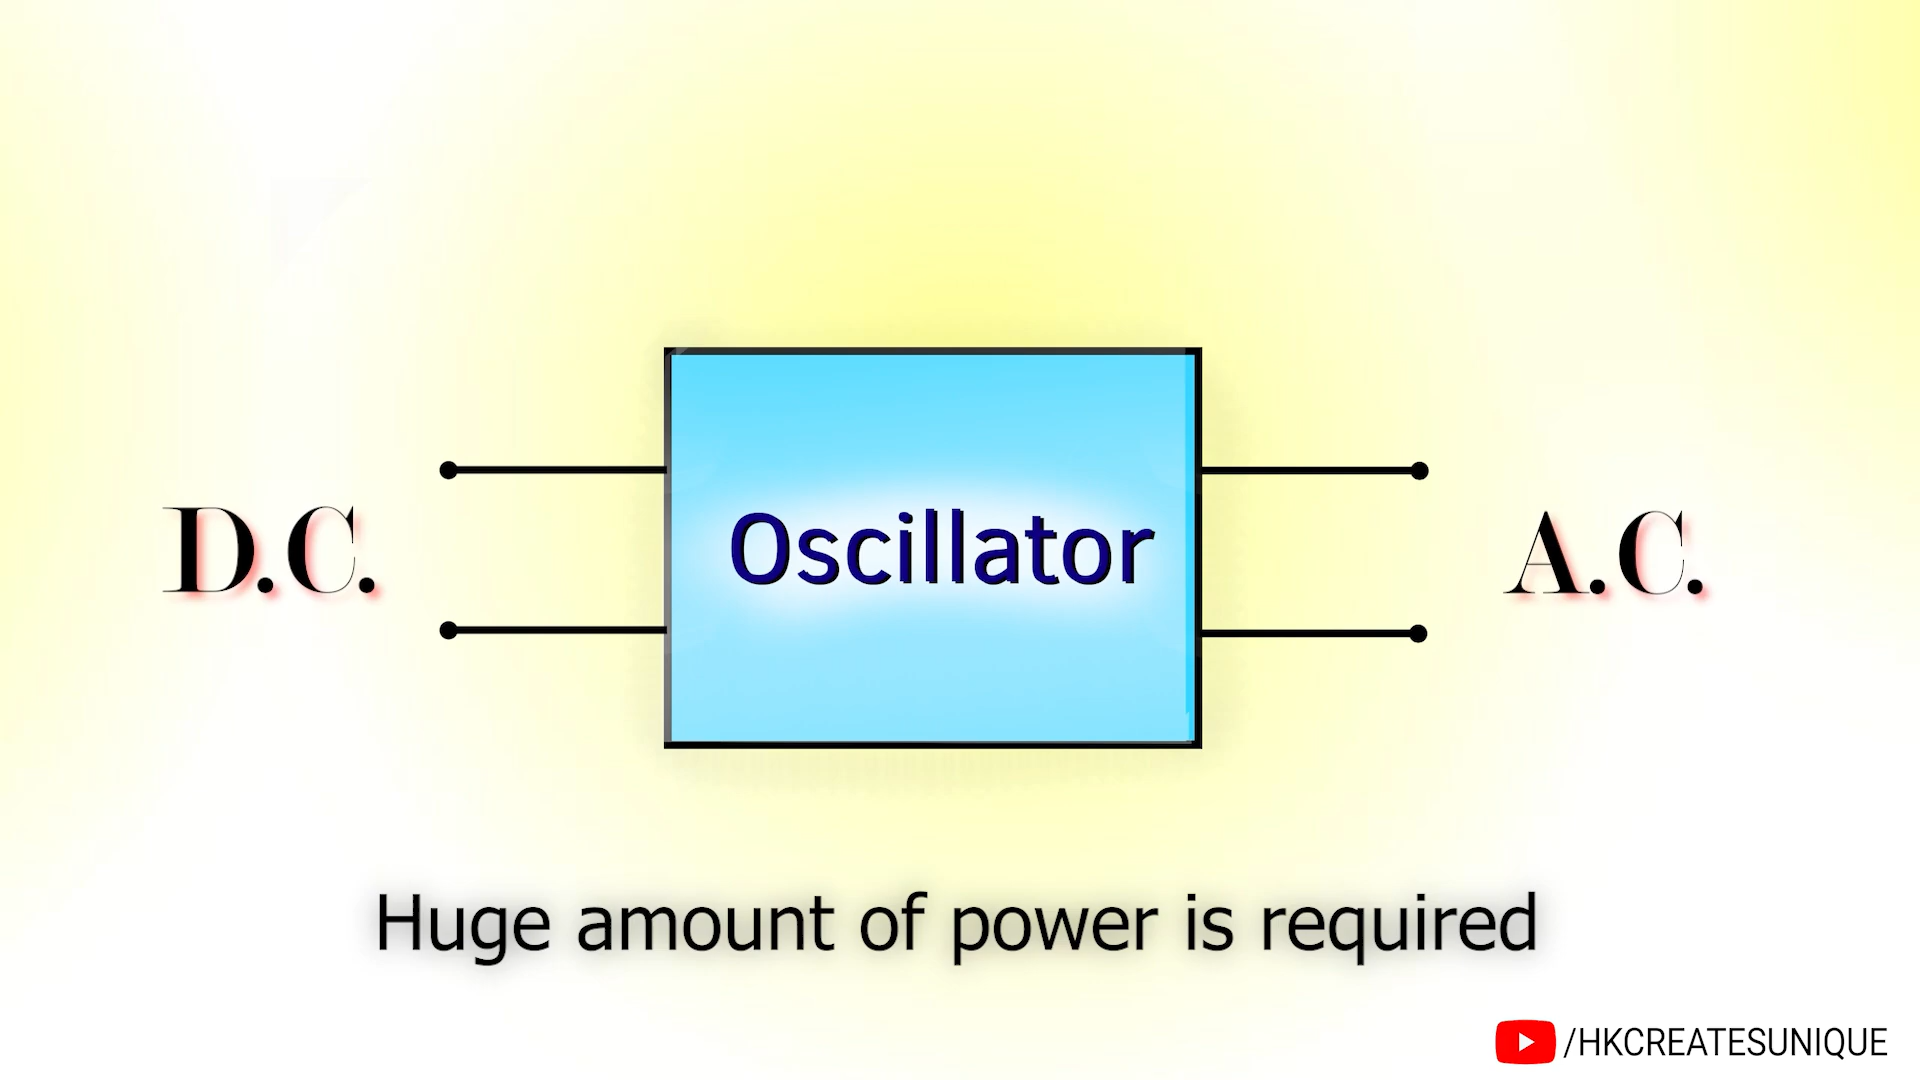 D.C.
Oscillator
A.C.
Huge amount of power is required
/HKCREATESUNIQUE